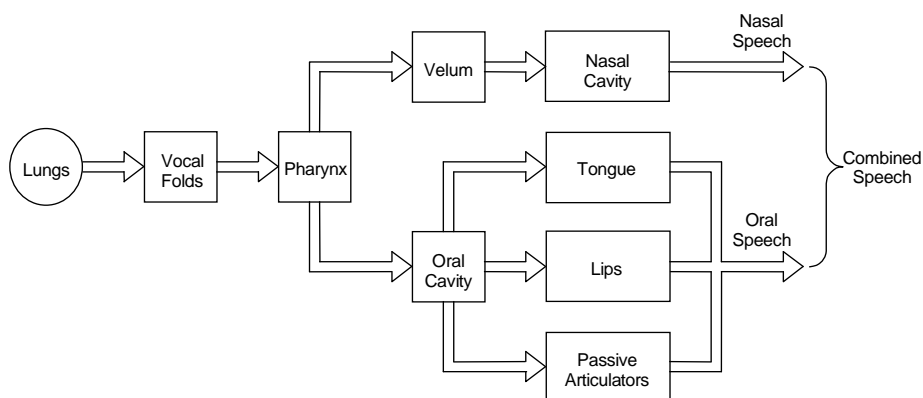 Nasal
Speech
Velum
Nasal
Cavity
Lungs
Vocal
Folds
Pharynx
Tongue
Combined
Speech
Oral
Speech
Oral
Cavity
Lips
Passive
Articulators